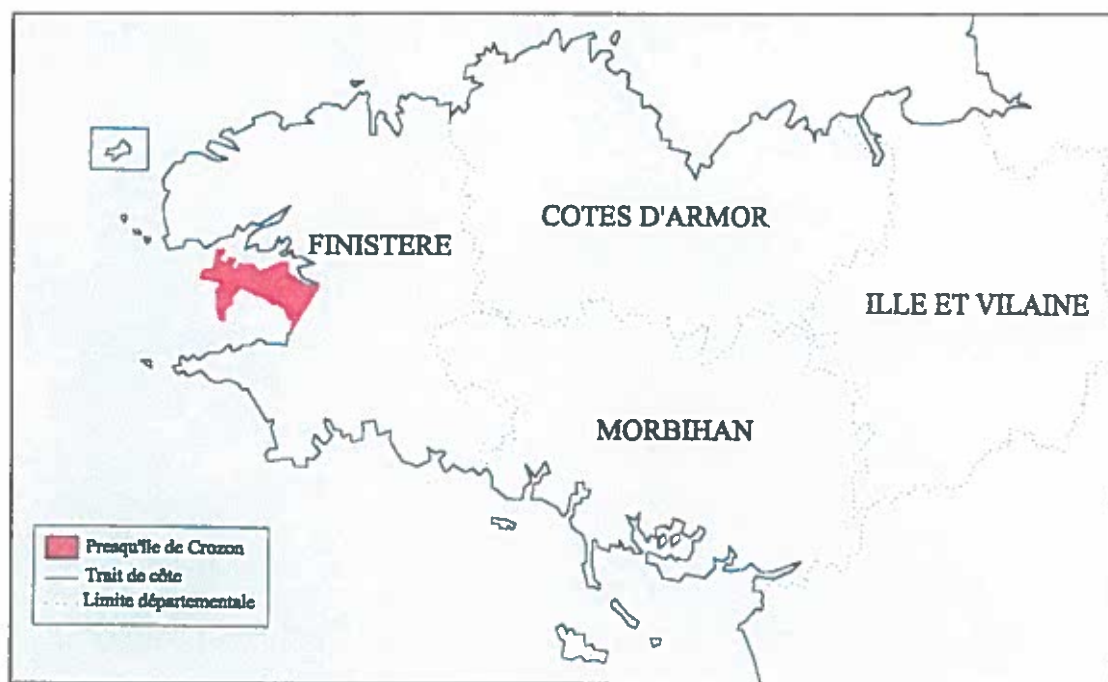 COTES D'ARMOR
FINISTERE
ILLE ET VILAINE
MORBIHAN
Presqu'île de Crozon
Trait de côte
Limite départementale